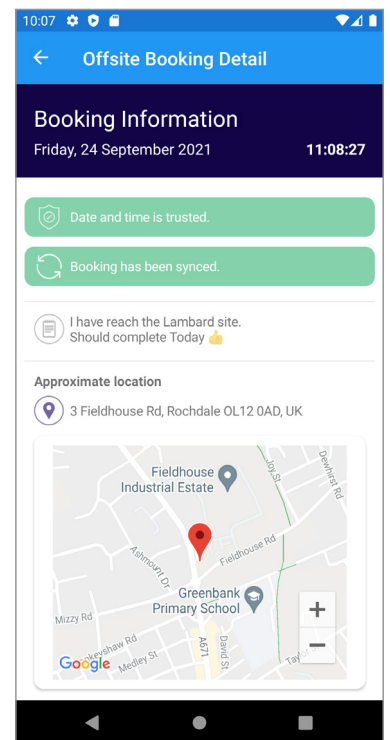 10:07
Offsite Booking Detail
Booking Information
Friday, 24 September 2021 11:08:27
Date and time is trusted.
Booking has been synced.
I have reach the Lambard site.
Should complete Today 👍
Approximate location
3 Fieldhouse Rd, Rochdale OL12 0AD, UK
Fieldhouse
Industrial Estate
Joy St
Dewhirst Rd
Fieldhouse Rd
Ashmount Dr
Greenbank
Primary School
Mizzy Rd
A671
David St
Medley St
Google
+
−